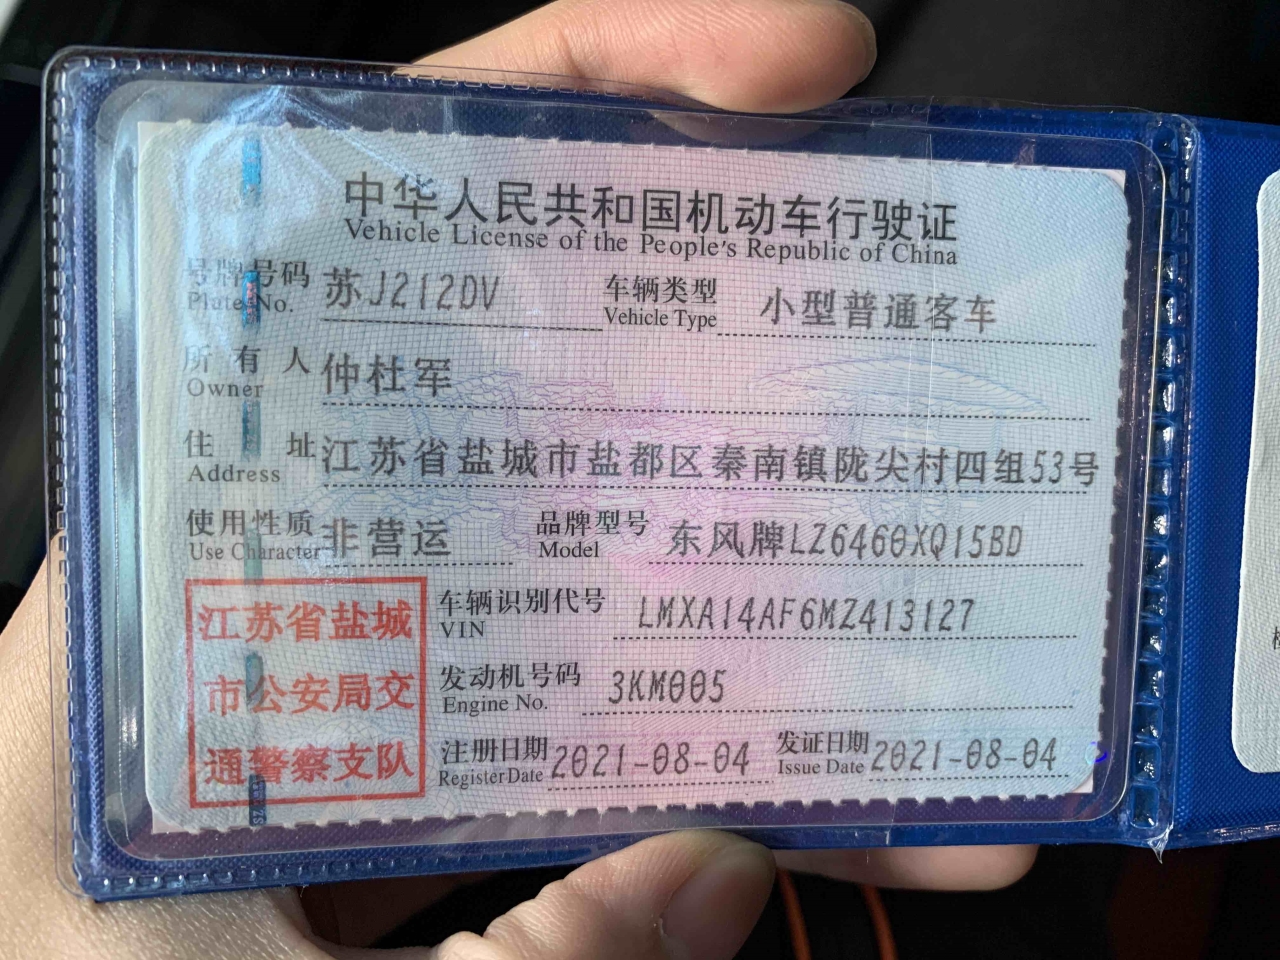 中华人民共和国机动车行驶证
Vehicle License of the People's Republic of China
号牌号码 苏J212DV 车辆类型 小型普通客车
Plate No. Vehicle Type
所有人 仲杜军
Owner
住址 江苏省盐城市盐都区秦南镇陇尖村四组53号
Address
使用性质 非营运 品牌型号 东风牌LZ6460XQ15BD
Use Character Model
江苏省盐城
市公安局交
通警察支队
车辆识别代号 LMXA14AF6MZ413127
VIN
发动机号码 3KM005
Engine No.
注册日期 2021-08-04 发证日期 2021-08-04
Register Date Issue Date